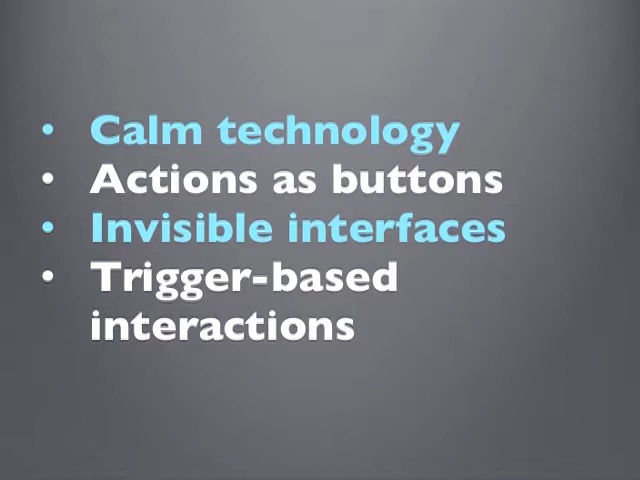 • Calm technology
• Actions as buttons
• Invisible interfaces
• Trigger-based
interactions